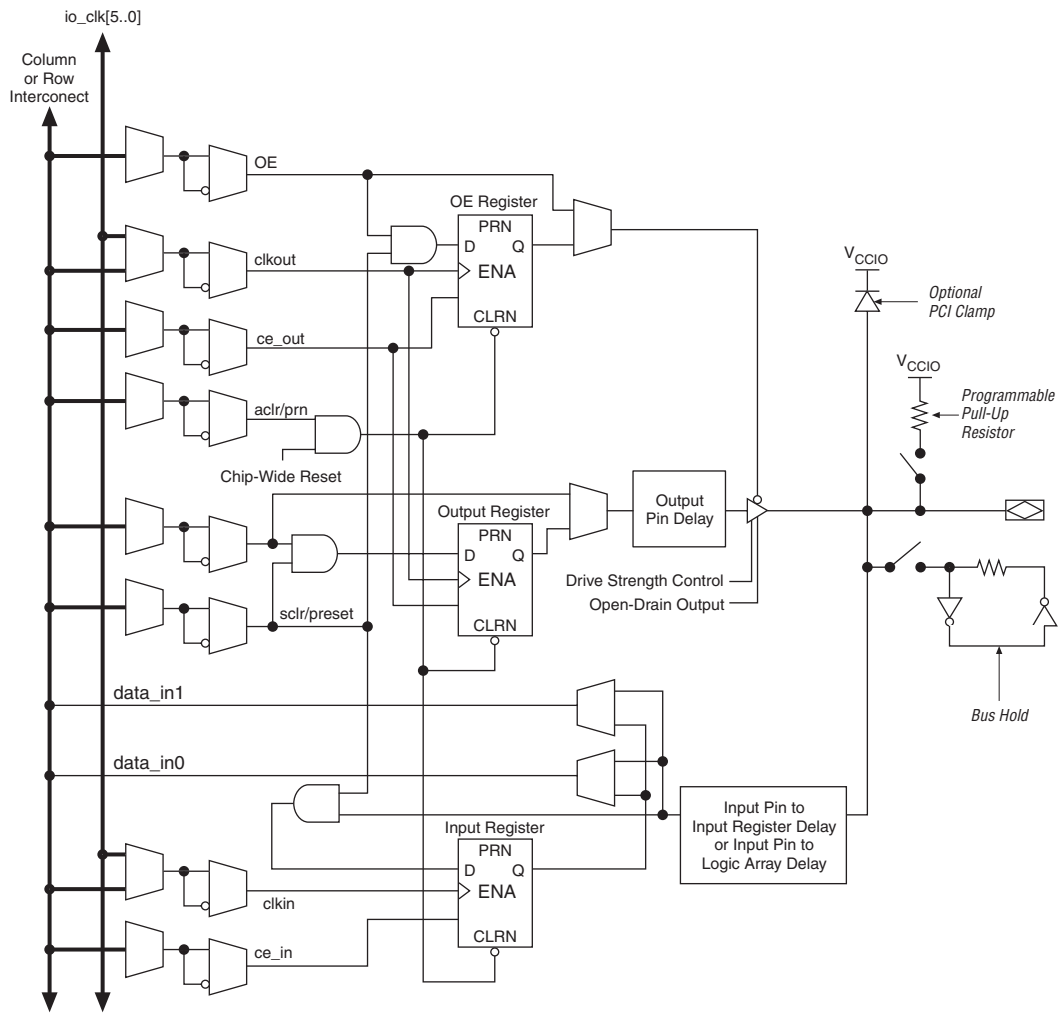 io_clk[5..0]
Column
or Row
Interconect
OE
OE Register
PRN
D Q
ENA
CLRN
clkout
ce_out
aclr/prn
Chip-Wide Reset
VCCIO
Optional
PCI Clamp
VCCIO
Programmable
Pull-Up
Resistor
Output Register
PRN
D Q
ENA
CLRN
Output
Pin Delay
Drive Strength Control
Open-Drain Output
sclr/preset
Bus Hold
data_in1
data_in0
Input Pin to
Input Register Delay
or Input Pin to
Logic Array Delay
Input Register
PRN
D Q
ENA
CLRN
clkin
ce_in